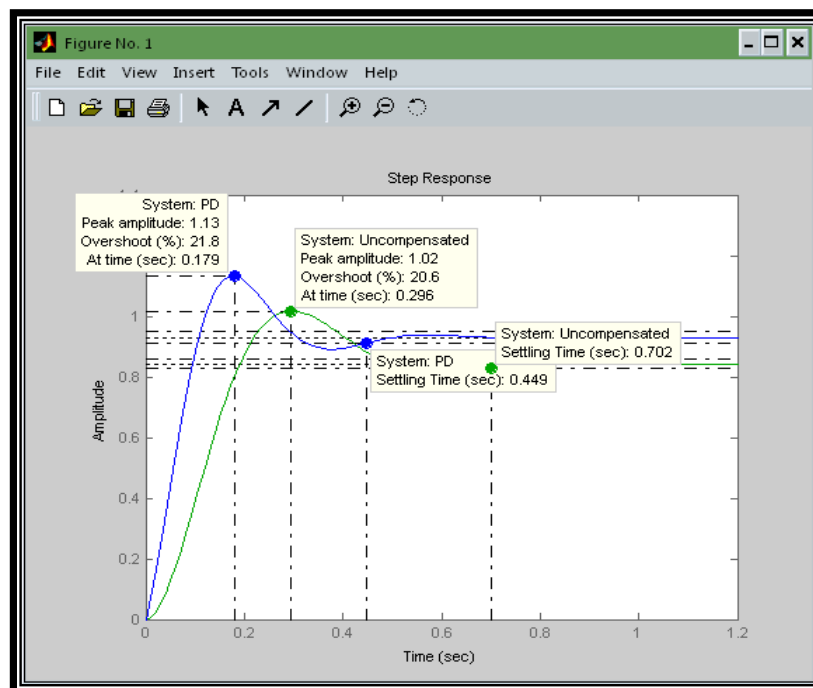 Figure No. 1
File Edit View Insert Tools Window Help
A
Step Response
System: PD
Peak amplitude: 1.13
Overshoot (%): 21.8
At time (sec): 0.179
System: Uncompensated
Peak amplitude: 1.02
Overshoot (%): 20.6
At time (sec): 0.296
System: Uncompensated
Settling Time (sec): 0.702
System: PD
Settling Time (sec): 0.449
Amplitude
1
0.8
0.6
0.4
0.2
0
0 0.2 0.4 0.6 0.8 1 1.2
Time (sec)